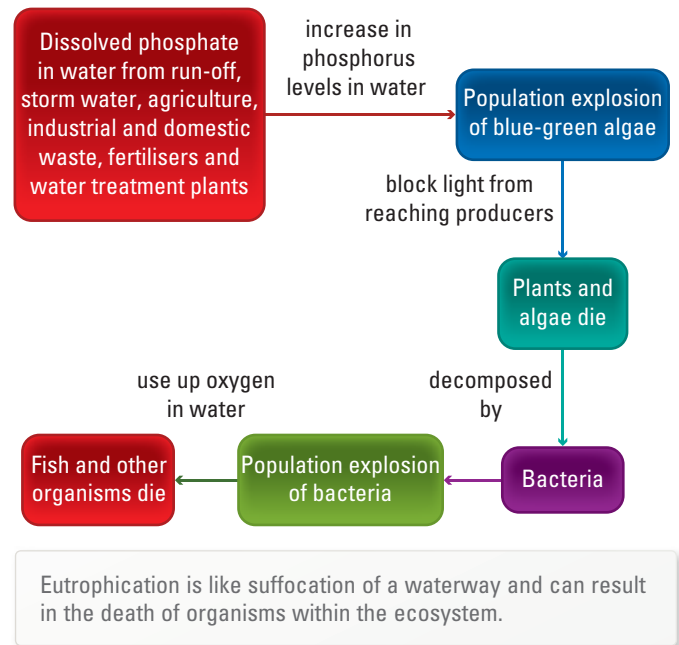 Dissolved phosphate
in water from run-off,
storm water, agriculture,
industrial and domestic
waste, fertilisers and
water treatment plants
increase in
phosphorus
levels in water
Population explosion
of blue-green algae
block light from
reaching producers
Plants and
algae die
decomposed
by
Bacteria
Population explosion
of bacteria
use up oxygen
in water
Fish and other
organisms die
Eutrophication is like suffocation of a waterway and can result
in the death of organisms within the ecosystem.